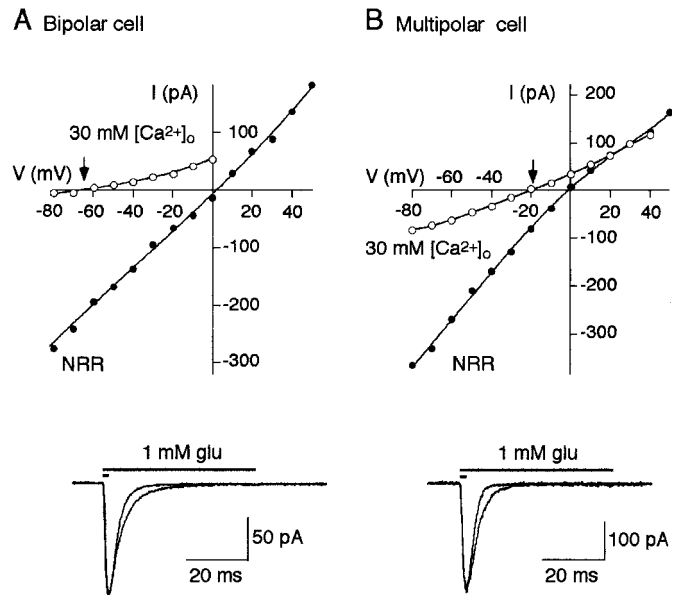 A Bipolar cell
I (pA)
100
30 mM [Ca2+]o
V (mV)
-80 -60 -40 -20 20 40
-100
-200
-300
NRR
1 mM glu
50 pA
20 ms
B Multipolar cell
I (pA)
200
100
V (mV) -60 -40
-80 -20 20 40
30 mM [Ca2+]o
-100
-200
-300
NRR
1 mM glu
100 pA
20 ms